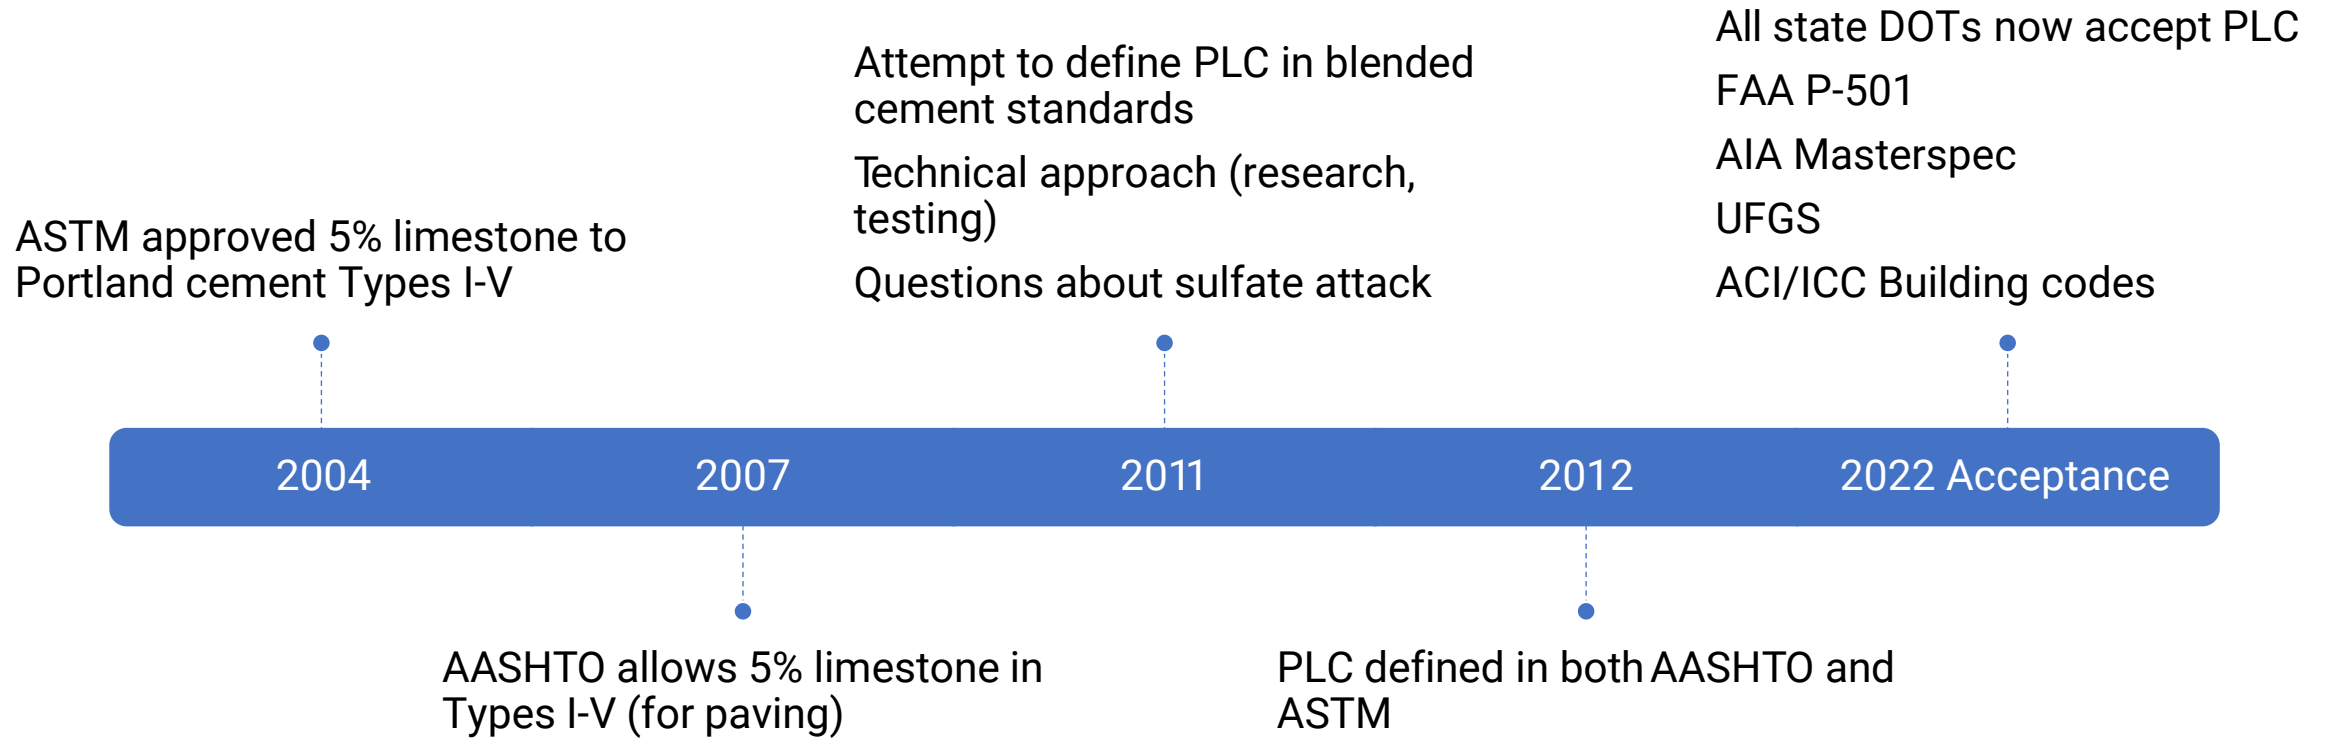 ASTM approved 5% limestone to
Portland cement Types I-V
Attempt to define PLC in blended
cement standards
Technical approach (research,
testing)
Questions about sulfate attack
All state DOTs now accept PLC
FAA P-501
AIA Masterspec
UFGS
ACI/ICC Building codes
2004
2007
2011
2012
2022 Acceptance
AASHTO allows 5% limestone in
Types I-V (for paving)
PLC defined in both AASHTO and
ASTM